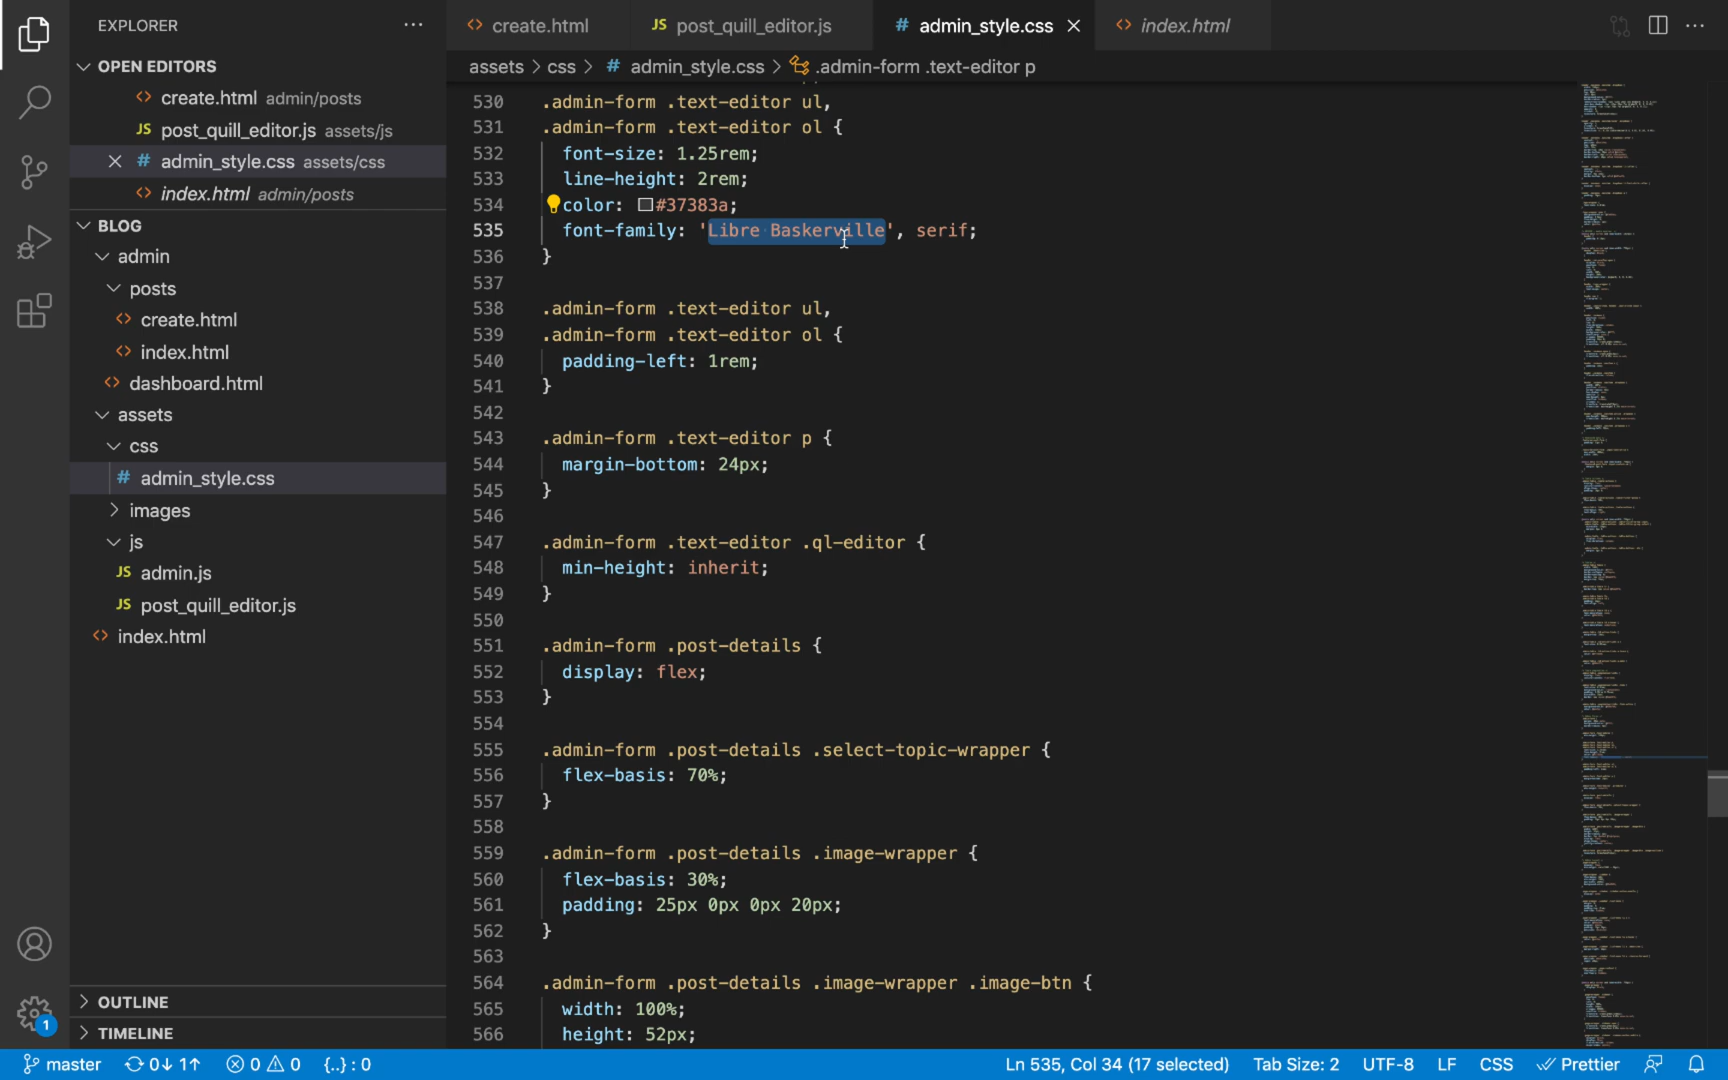 EXPLORER
OPEN EDITORS
create.html admin/posts
JS post_quill_editor.js assets/js
# admin_style.css assets/css
index.html admin/posts
BLOG
admin
posts
create.html
index.html
dashboard.html
assets
css
# admin_style.css
images
js
JS admin.js
JS post_quill_editor.js
index.html
OUTLINE
TIMELINE
create.html JS post_quill_editor.js # admin_style.css index.html
assets > css > # admin_style.css > .admin-form .text-editor p
530 .admin-form .text-editor ul,
531 .admin-form .text-editor ol {
532 font-size: 1.25rem;
533 line-height: 2rem;
534 color: #37383a;
535 font-family: 'Libre Baskerville', serif;
536 }
537
538 .admin-form .text-editor ul,
539 .admin-form .text-editor ol {
540 padding-left: 1rem;
541 }
542
543 .admin-form .text-editor p {
544 margin-bottom: 24px;
545 }
546
547 .admin-form .text-editor .ql-editor {
548 min-height: inherit;
549 }
550
551 .admin-form .post-details {
552 display: flex;
553 }
554
555 .admin-form .post-details .select-topic-wrapper {
556 flex-basis: 70%;
557 }
558
559 .admin-form .post-details .image-wrapper {
560 flex-basis: 30%;
561 padding: 25px 0px 0px 20px;
562 }
563
564 .admin-form .post-details .image-wrapper .image-btn {
565 width: 100%;
566 height: 52px;
1
master 0↓ 1↑ 0 0 {..} : 0 Ln 535, Col 34 (17 selected) Tab Size: 2 UTF-8 LF CSS Prettier